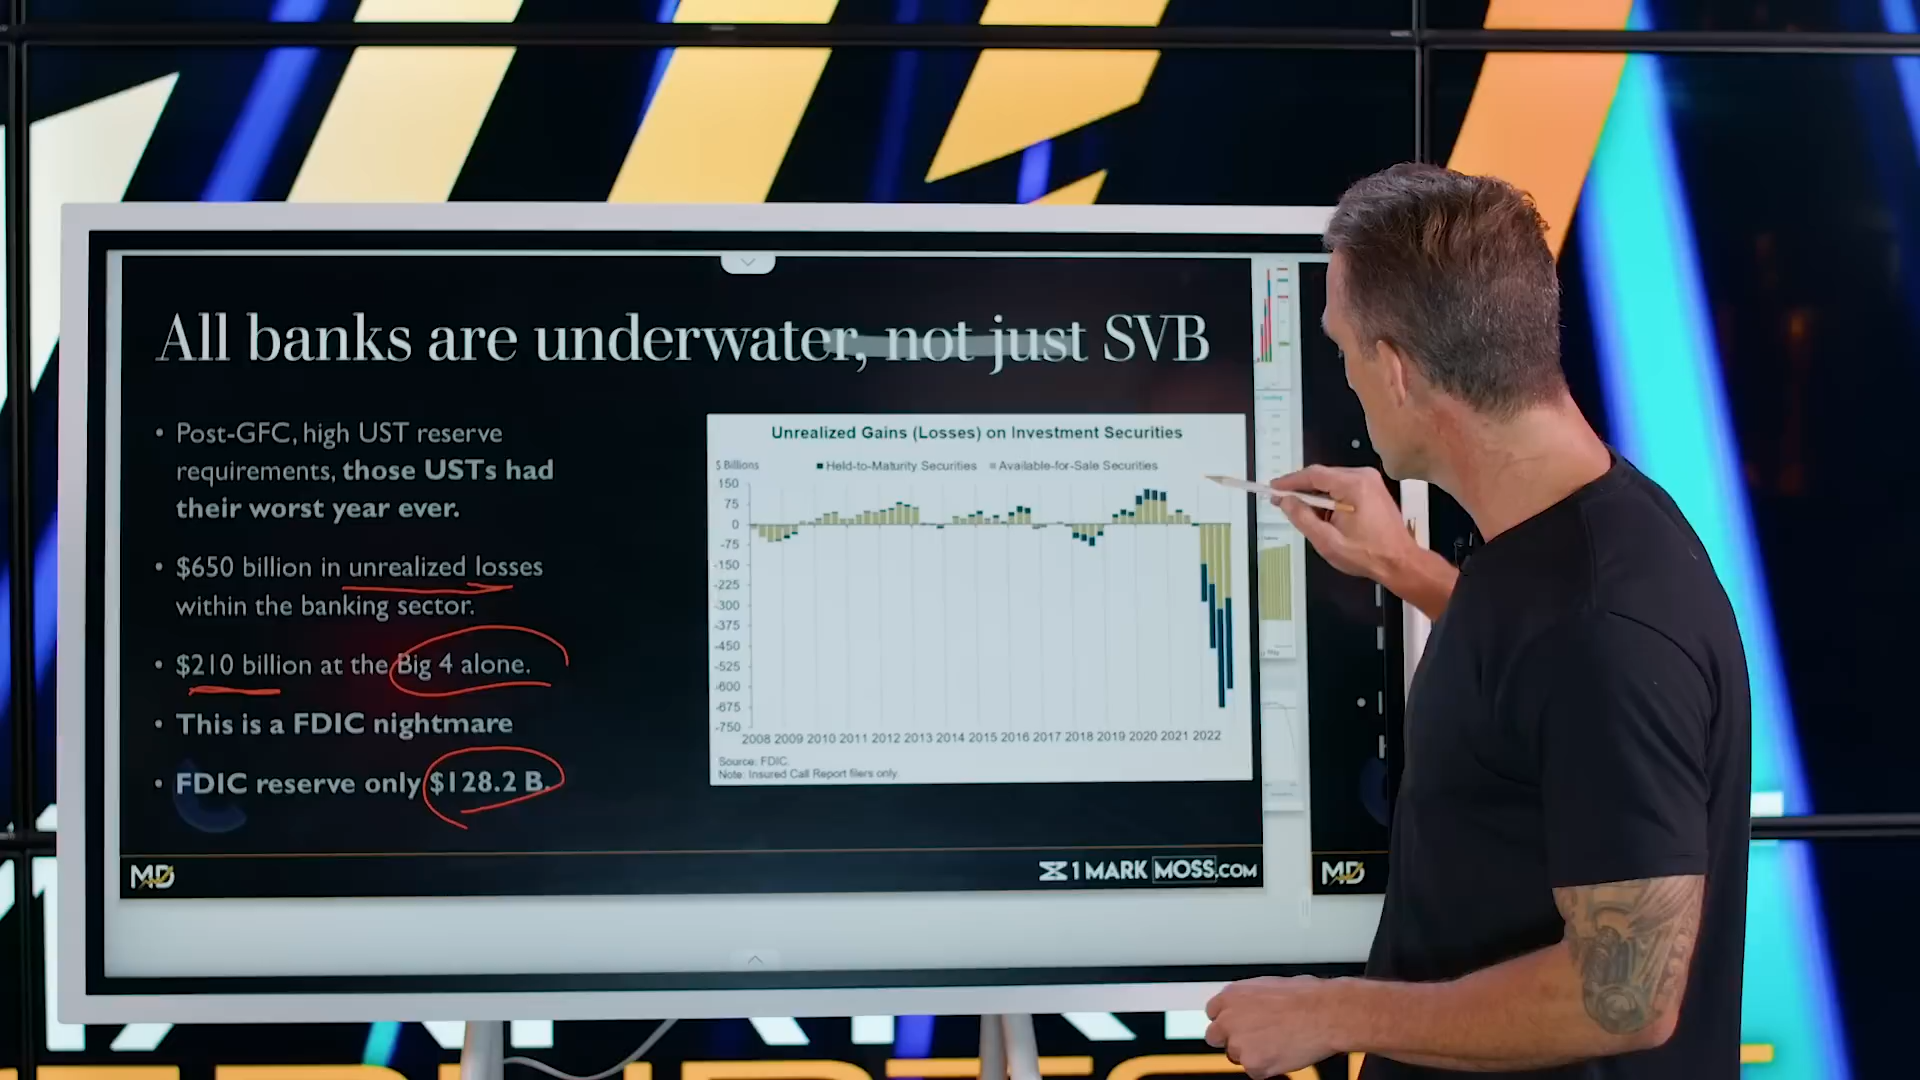 All banks are underwater, not just SVB
• Post-GFC, high UST reserve
requirements, those USTs had
their worst year ever.
• $650 billion in unrealized losses
within the banking sector.
• $210 billion at the Big 4 alone.
• This is a FDIC nightmare
• FDIC reserve only $128.2 B.
Unrealized Gains (Losses) on Investment Securities
$ Billions
Held-to-Maturity Securities
Available-for-Sale Securities
150
75
0
-75
-150
-225
-300
-375
-450
-525
-600
-675
-750
2008 2009 2010 2011 2012 2013 2014 2015 2016 2017 2018 2019 2020 2021 2022
Source: FDIC.
Note: Insured Call Report filers only.
MD
1 MARK MOSS.COM
MD